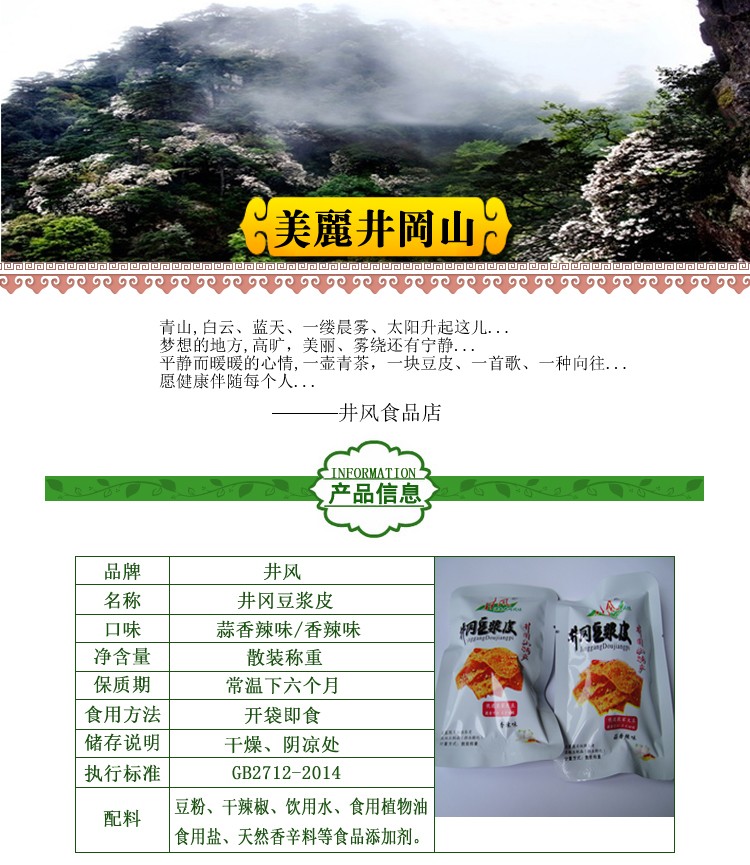 美麗井岡山
青山,白云、蓝天、一缕晨雾、太阳升起这儿...
梦想的地方,高旷，美丽、雾绕还有宁静...
平静而暖暖的心情,一壶青茶，一块豆皮、一首歌、一种向往...
愿健康伴随每个人...
————井风食品店
INFORMATION
产品信息
品牌 井风
名称 井冈豆浆皮
口味 蒜香辣味/香辣味
净含量 散装称重
保质期 常温下六个月
食用方法 开袋即食
储存说明 干燥、阴凉处
执行标准 GB2712-2014
配料 豆粉、干辣椒、饮用水、食用植物油
食用盐、天然香辛料等食品添加剂。
井冈豆浆皮
JinggangDoujiangpi
香辣味
井冈豆浆皮
JinggangDoujiangpi
蒜香辣味